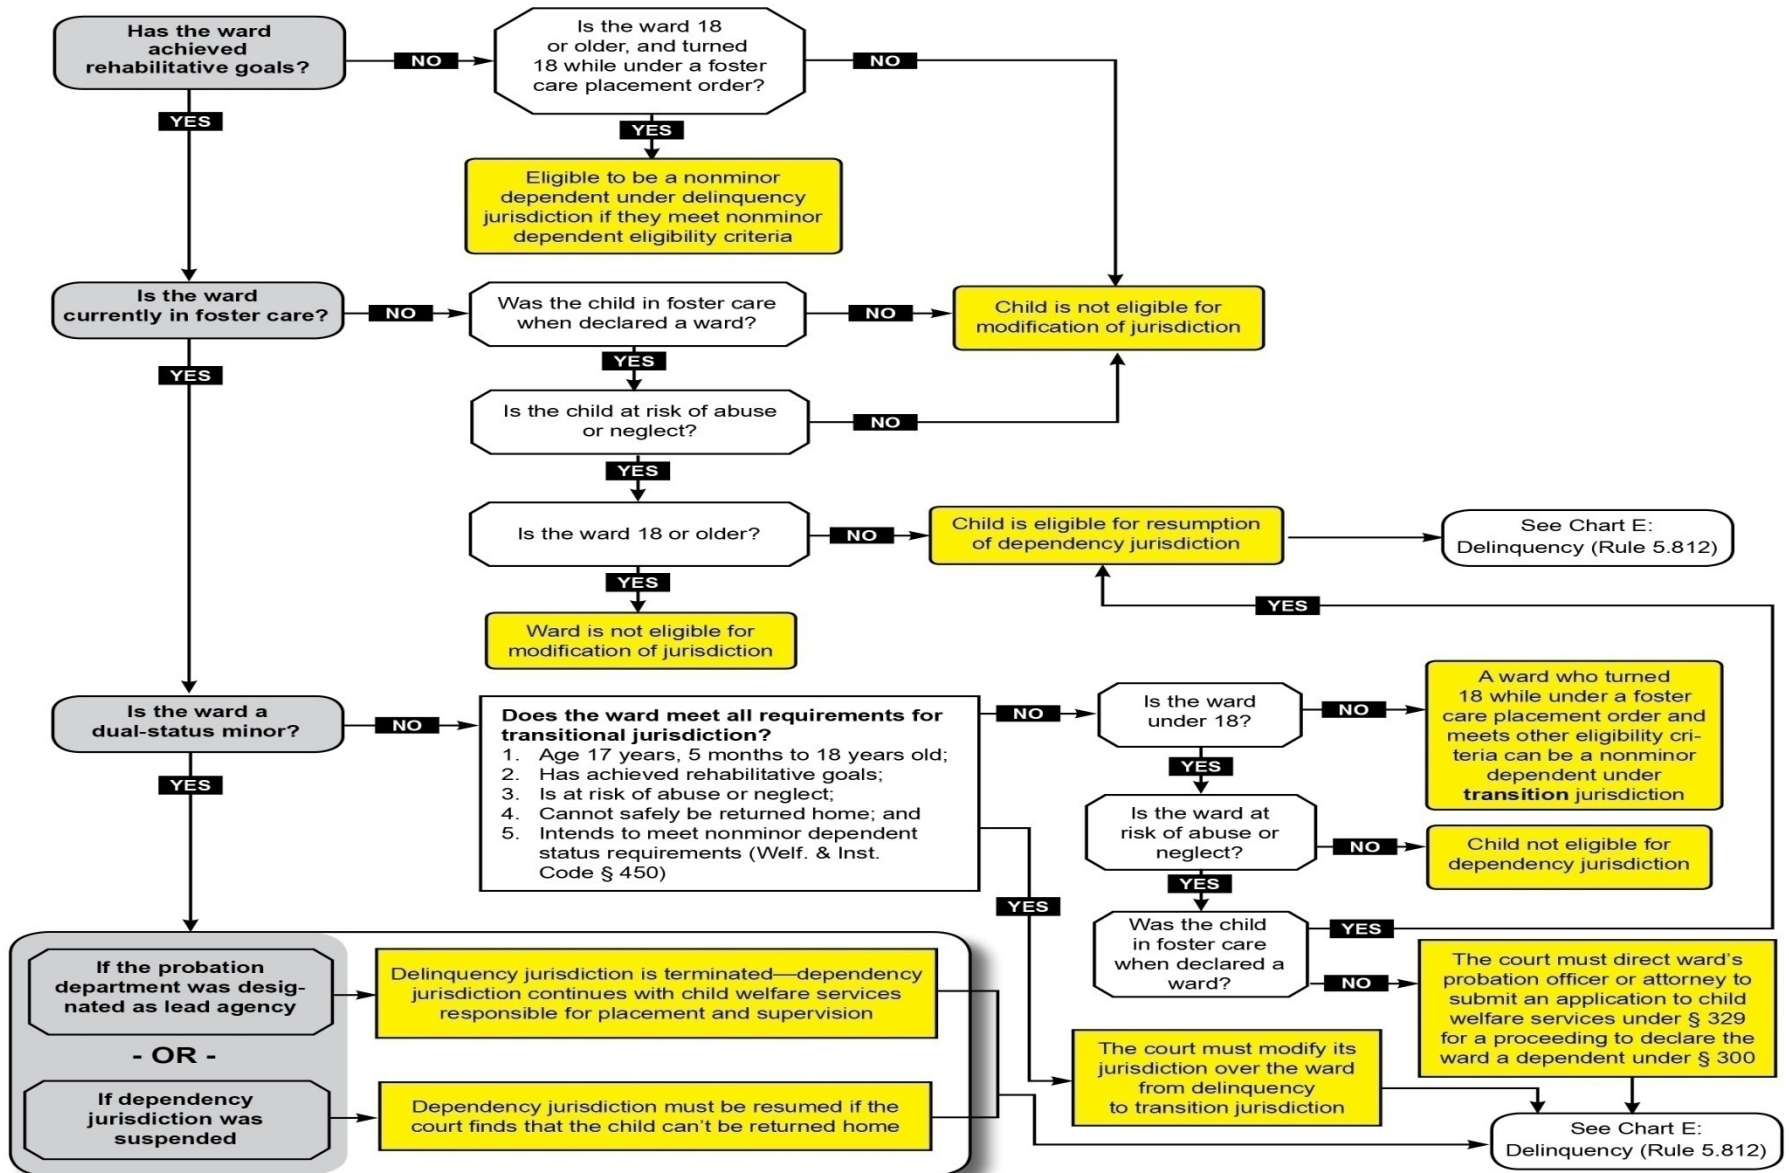 Has the ward
achieved
rehabilitative goals?
NO
Is the ward 18
or older, and turned
18 while under a foster
care placement order?
NO
YES
YES
Eligible to be a nonminor
dependent under delinquency
jurisdiction if they meet nonminor
dependent eligibility criteria
Is the ward
currently in foster care?
NO
Was the child in foster care
when declared a ward?
NO
Child is not eligible for
modification of jurisdiction
YES
YES
Is the child at risk of abuse
or neglect?
NO
YES
Is the ward 18 or older?
NO
Child is eligible for resumption
of dependency jurisdiction
See Chart E:
Delinquency (Rule 5.812)
YES
YES
Ward is not eligible for
modification of jurisdiction
Is the ward a
dual-status minor?
NO
Does the ward meet all requirements for
transitional jurisdiction?
1. Age 17 years, 5 months to 18 years old;
2. Has achieved rehabilitative goals;
3. Is at risk of abuse or neglect;
4. Cannot safely be returned home; and
5. Intends to meet nonminor dependent
status requirements (Welf. & Inst.
Code § 450)
NO
Is the ward
under 18?
NO
A ward who turned
18 while under a foster
care placement order and
meets other eligibility cri-
teria can be a nonminor
dependent under
transition jurisdiction
YES
YES
Is the ward at
risk of abuse or
neglect?
NO
Child not eligible for
dependency jurisdiction
YES
YES
Was the child
in foster care
when declared a
ward?
YES
NO
The court must direct ward's
probation officer or attorney to
submit an application to child
welfare services under § 329
for a proceeding to declare the
ward a dependent under § 300
If the probation
department was desig-
nated as lead agency
Delinquency jurisdiction is terminated—dependency
jurisdiction continues with child welfare services
responsible for placement and supervision
- OR -
If dependency
jurisdiction was
suspended
Dependency jurisdiction must be resumed if the
court finds that the child can't be returned home
The court must modify its
jurisdiction over the ward
from delinquency
to transition jurisdiction
See Chart E:
Delinquency (Rule 5.812)